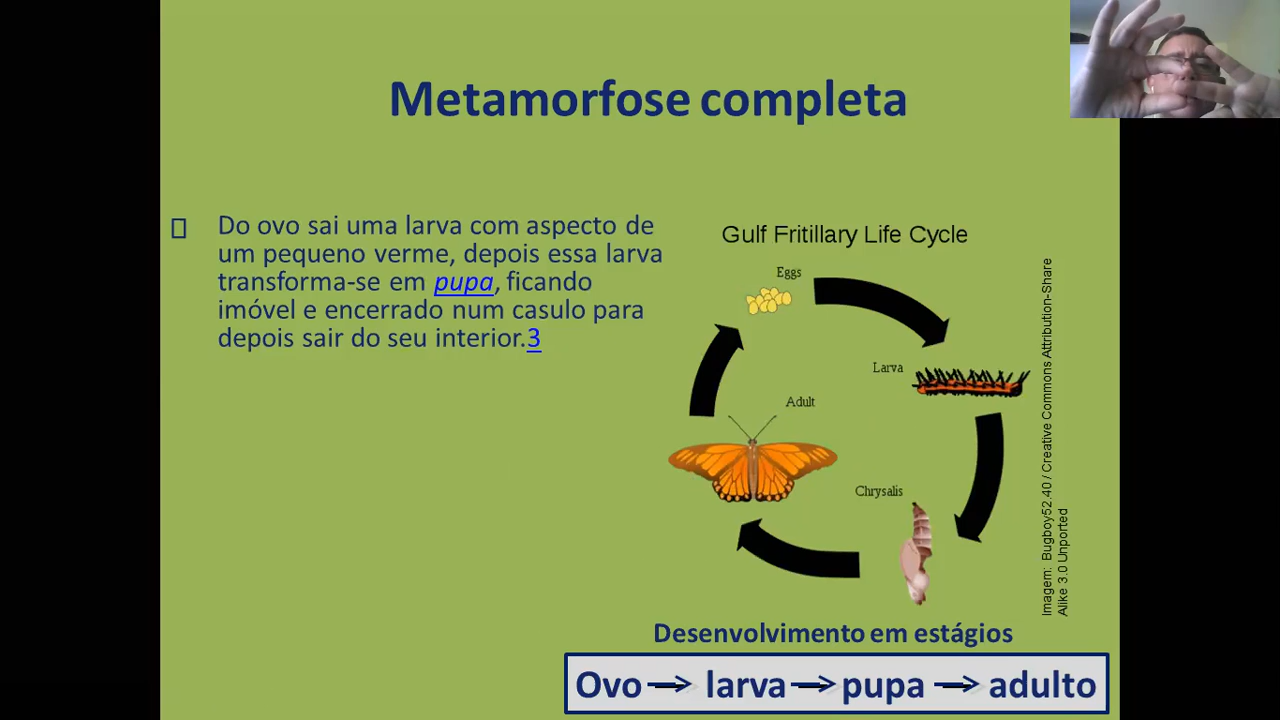 Metamorfose completa
Do ovo sai uma larva com aspecto de
um pequeno verme, depois essa larva
transforma-se em pupa, ficando
imóvel e encerrado num casulo para
depois sair do seu interior.3
Gulf Fritillary Life Cycle
Eggs
Larva
Adult
Chrysalis
Imagem: Bugboy52.40 / Creative Commons Attribution-Share
Alike 3.0 Unported
Desenvolvimento em estágios
Ovo → larva → pupa → adulto